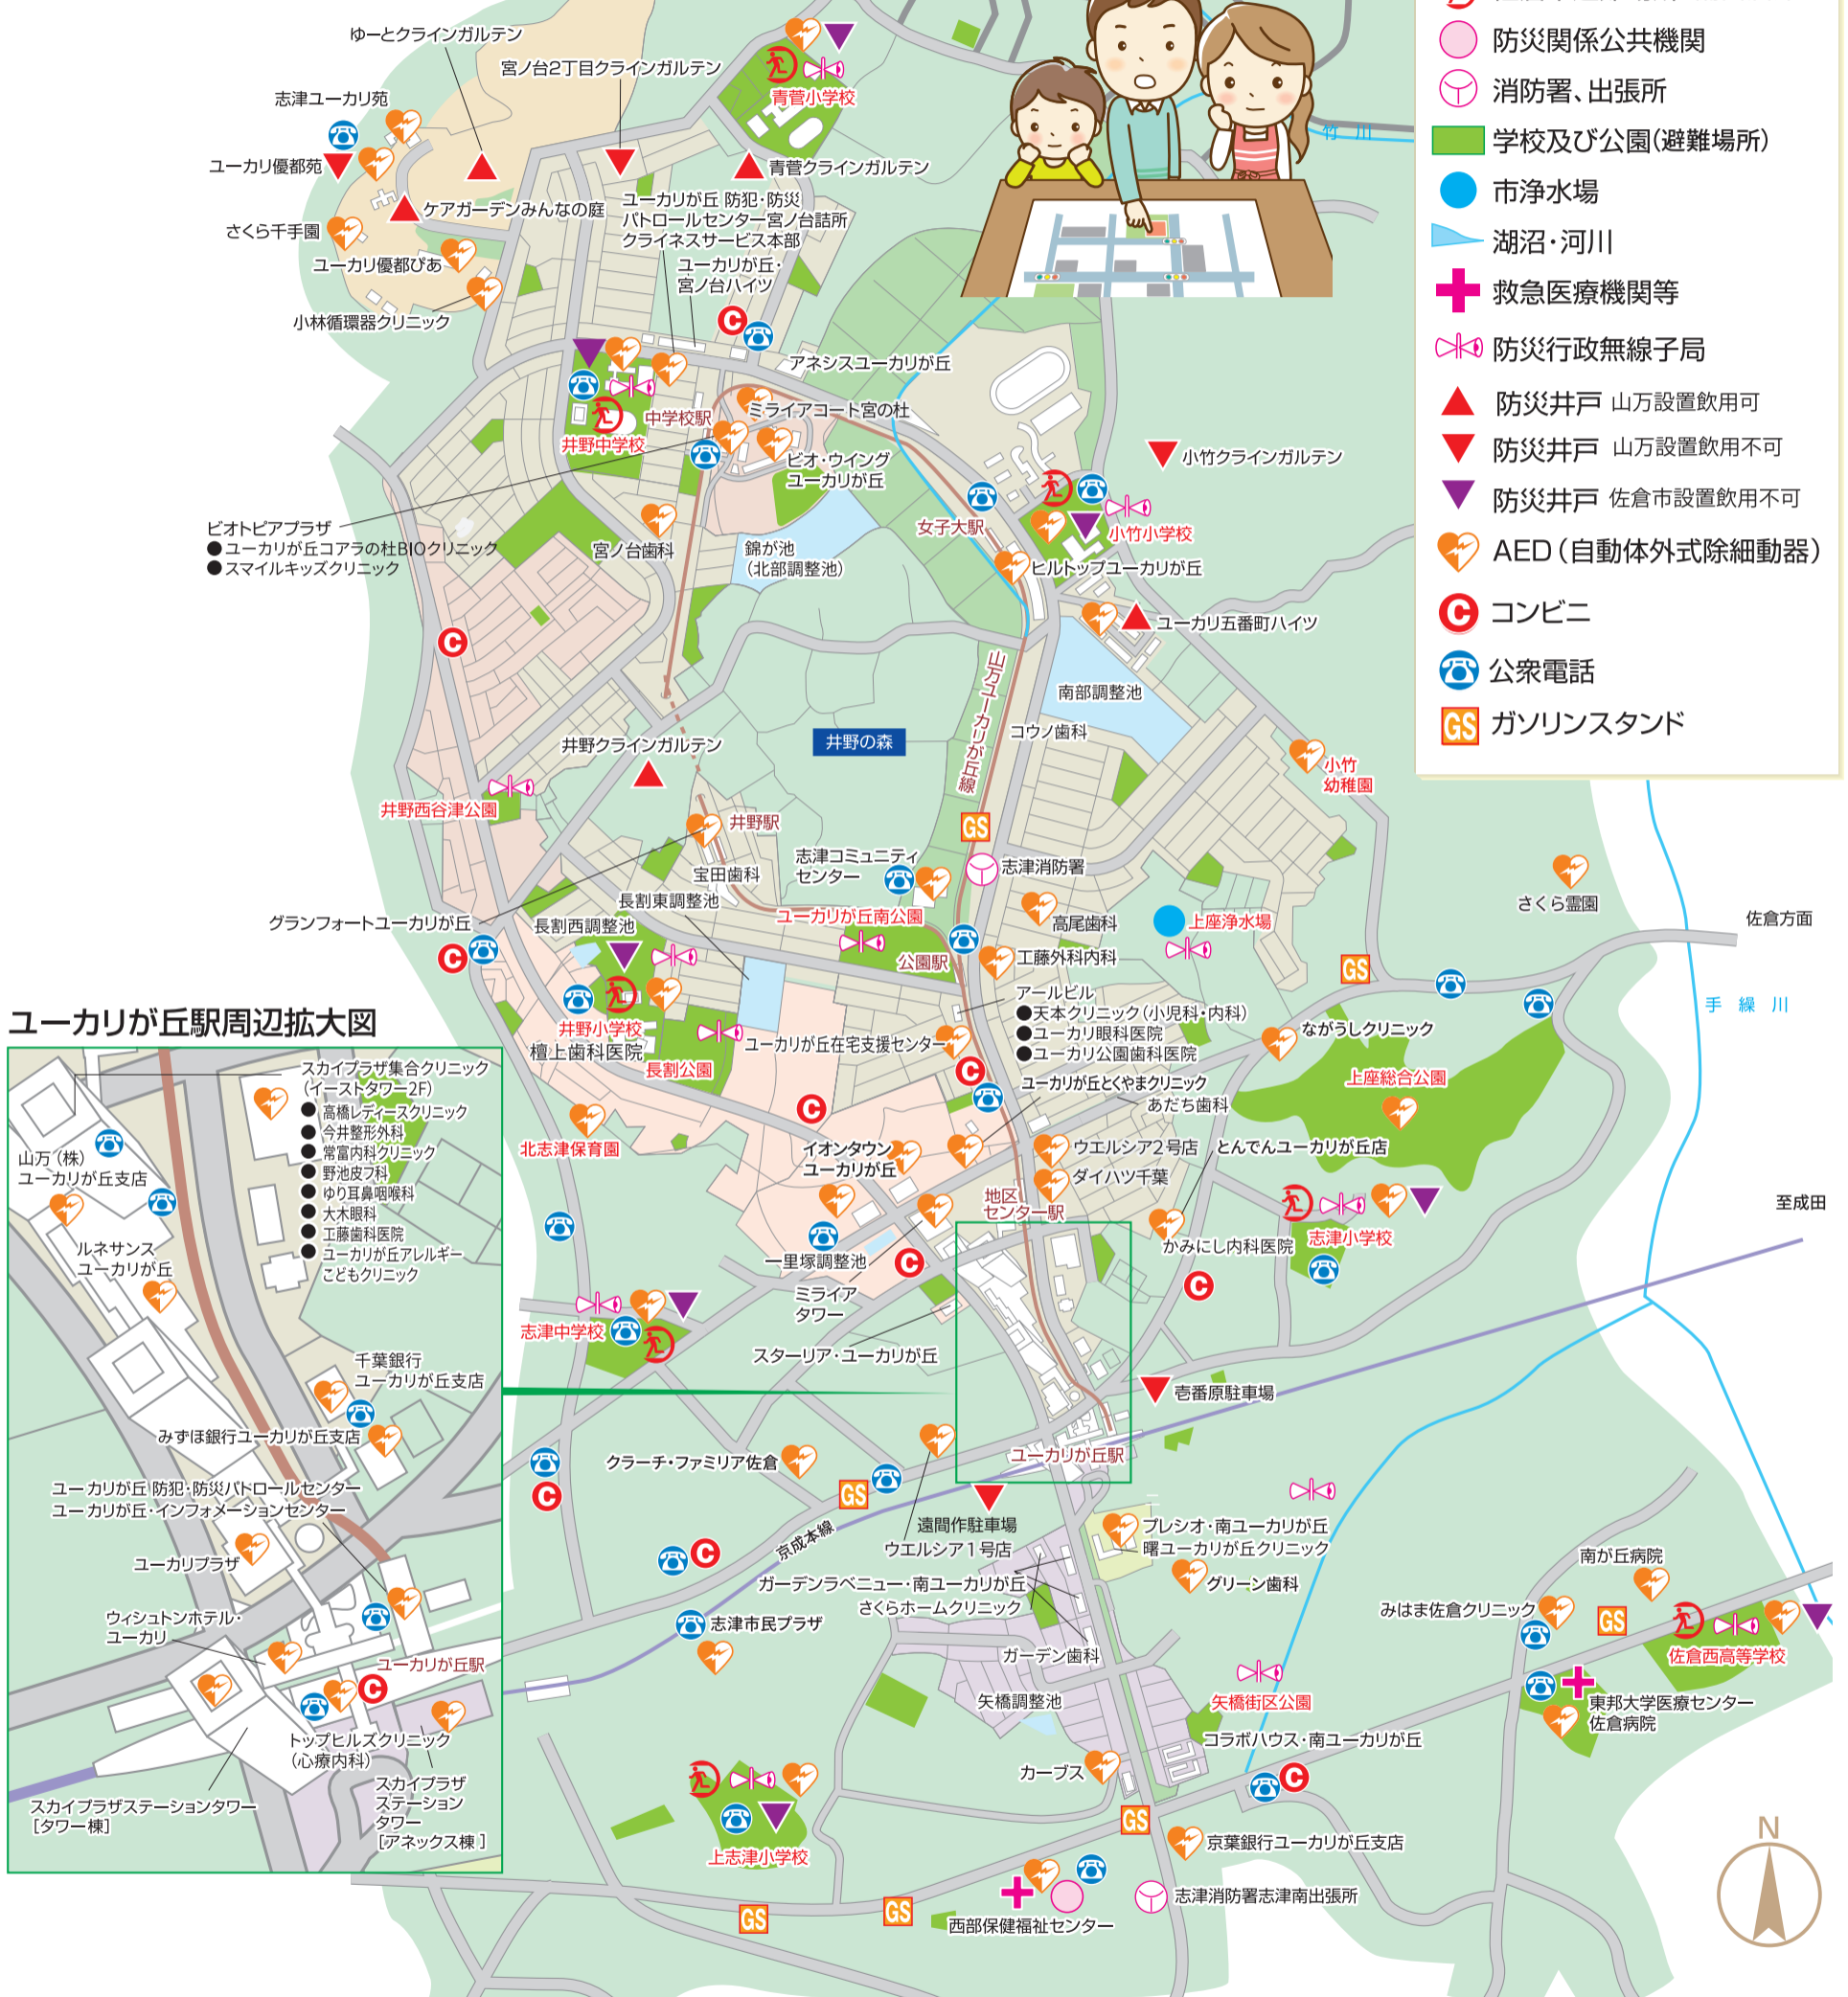 防災関係公共機関
消防署、出張所
学校及び公園(避難場所)
市浄水場
湖沼・河川
救急医療機関等
防災行政無線子局
防災井戸 山万設置飲用可
防災井戸 山万設置飲用不可
防災井戸 佐倉市設置飲用不可
AED(自動体外式除細動器)
C コンビニ
公衆電話
GS ガソリンスタンド
ゆーとクラインガルテン
宮ノ台2丁目クラインガルテン
志津ユーカリ苑
青菅小学校
竹 川
ユーカリ優都苑
青菅クラインガルテン
ケアガーデンみんなの庭
ユーカリが丘 防犯・防災
パトロールセンター宮ノ台詰所
クライネスサービス本部
さくら千手園
ユーカリ優都ぴあ
ユーカリが丘・
宮ノ台ハイツ
小林循環器クリニック
C
アネシスユーカリが丘
中学校駅
ミライアコート宮の杜
井野中学校
ビオ・ウイング
ユーカリが丘
小竹クラインガルテン
ビオトピアプラザ
●ユーカリが丘コアラの杜BIOクリニック
●スマイルキッズクリニック
宮ノ台歯科
錦が池
(北部調整池)
女子大駅
小竹小学校
ヒルトップユーカリが丘
ユーカリ五番町ハイツ
C
山万ユーカリが丘線
南部調整池
コウノ歯科
井野クラインガルテン
井野の森
小竹
幼稚園
井野西谷津公園
井野駅
GS
宝田歯科
志津コミュニティ
センター
志津消防署
さくら霊園
長割東調整池
長割西調整池
ユーカリが丘南公園
高尾歯科
上座浄水場
佐倉方面
グランフォートユーカリが丘
C
公園駅
工藤外科内科
GS
手 繰 川
アールビル
●天本クリニック(小児科・内科)
●ユーカリ眼科医院
●ユーカリ公園歯科医院
井野小学校
檀上歯科医院
長割公園
ユーカリが丘在宅支援センター
ながうしクリニック
上座総合公園
C
ユーカリが丘とくやまクリニック
あだち歯科
C
北志津保育園
イオンタウン
ユーカリが丘
ウエルシア2号店
とんでんユーカリが丘店
ダイハツ千葉
地区
センター駅
至成田
かみにし内科医院
志津小学校
一里塚調整池
C
C
ミライア
タワー
志津中学校
スターリア・ユーカリが丘
壱番原駐車場
ユーカリが丘駅
クラーチ・ファミリア佐倉
C
GS
遠間作駐車場
ウエルシア1号店
京成本線
C
プレシオ・南ユーカリが丘
曙ユーカリが丘クリニック
ガーデンラベニュー・南ユーカリが丘
グリーン歯科
さくらホームクリニック
南が丘病院
みはま佐倉クリニック
GS
志津市民プラザ
ガーデン歯科
佐倉西高等学校
矢橋調整池
矢橋街区公園
東邦大学医療センター
佐倉病院
コラボハウス・南ユーカリが丘
カーブス
C
GS
上志津小学校
京葉銀行ユーカリが丘支店
志津消防署志津南出張所
GS
GS
西部保健福祉センター
N
ユーカリが丘駅周辺拡大図
スカイプラザ集合クリニック
(イーストタワー2F)
● 高橋レディースクリニック
● 今井整形外科
● 常富内科クリニック
● 野池皮フ科
● ゆり耳鼻咽喉科
● 大木眼科
● 工藤歯科医院
● ユーカリが丘アレルギー
こどもクリニック
山万(株)
ユーカリが丘支店
ルネサンス
ユーカリが丘
千葉銀行
ユーカリが丘支店
みずほ銀行ユーカリが丘支店
ユーカリが丘 防犯・防災パトロールセンター
ユーカリが丘・インフォメーションセンター
ユーカリプラザ
ウィシュトンホテル・
ユーカリ
ユーカリが丘駅
C
トップヒルズクリニック
(心療内科)
スカイプラザステーションタワー
[タワー棟]
スカイプラザ
ステーション
タワー
[アネックス棟]